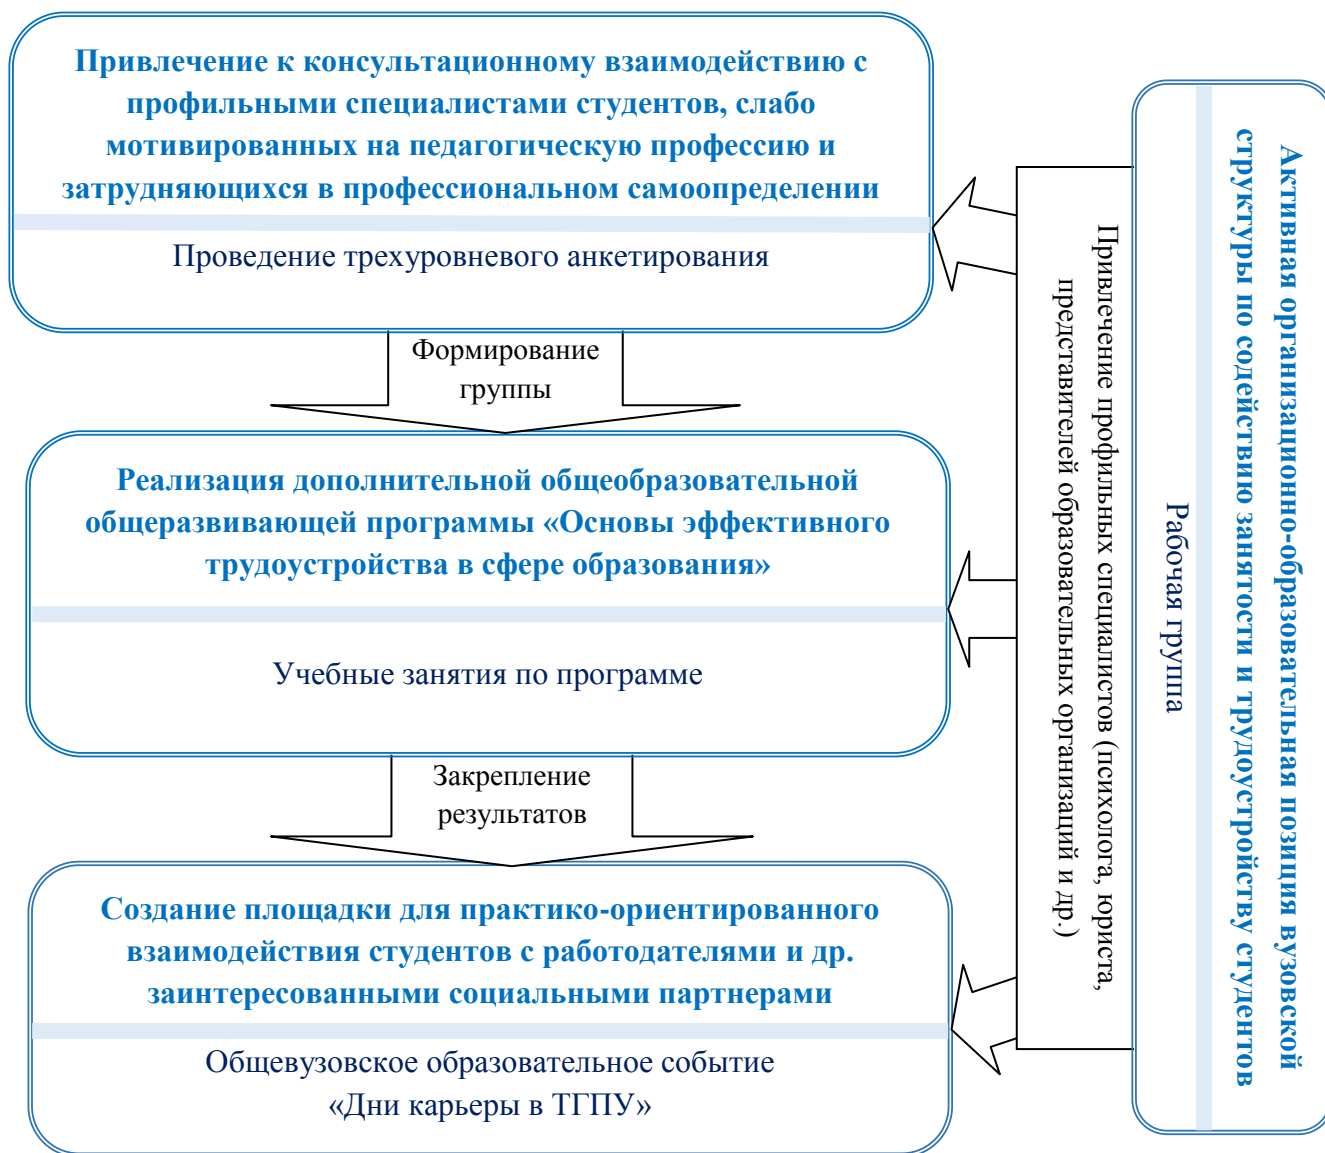 Привлечение к консультационному взаимодействию с
профильными специалистами студентов, слабо
мотивированных на педагогическую профессию и
затрудняющихся в профессиональном самоопределении
Проведение трехуровневого анкетирования
Формирование
группы
Реализация дополнительной общеобразовательной
общеразвивающей программы «Основы эффективного
трудоустройства в сфере образования»
Учебные занятия по программе
Закрепление
результатов
Создание площадки для практико-ориентированного
взаимодействия студентов с работодателями и др.
заинтересованными социальными партнерами
Общевузовское образовательное событие
«Дни карьеры в ТГПУ»
Привлечение профильных специалистов (психолога, юриста,
представителей образовательных организаций и др.)
Активная организационно-образовательная позиция вузовской
структуры по содействию занятости и трудоустройству студентов
Рабочая группа